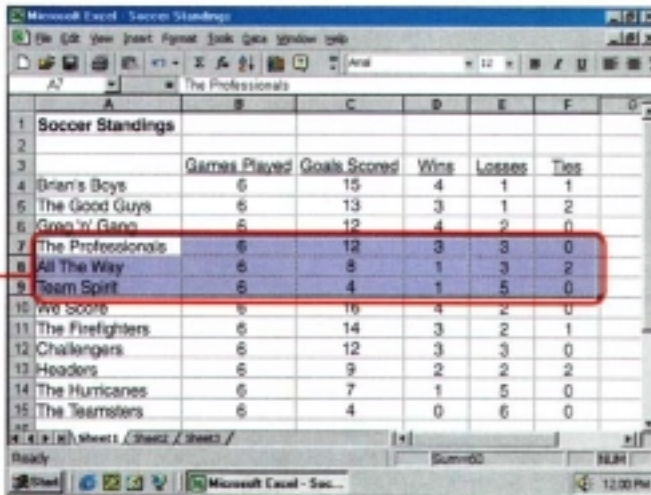 Microsoft Excel - Soccer Standings
File Edit View Insert Format Tools Data Window Help
Arial 12 B I U
A7 The Professionals
A B C D E F G
1 Soccer Standings
2
3 Games Played Goals Scored Wins Losses Ties
4 Brian's Boys 6 15 4 1 1
5 The Good Guys 6 13 3 1 2
6 Greg 'n' Gang 6 12 4 2 0
7 The Professionals 6 12 3 3 0
8 All The Way 6 8 1 3 2
9 Team Spirit 6 4 1 5 0
10 We Score 6 16 4 2 0
11 The Firefighters 6 14 3 2 1
12 Challengers 6 12 3 3 0
13 Headers 6 9 2 2 2
14 The Hurricanes 6 7 1 5 0
15 The Teamsters 6 4 0 6 0
Sheet1 Sheet2 Sheet3
Ready Sum=60 NUM
Start Microsoft Excel - Soc... 12:00 PM